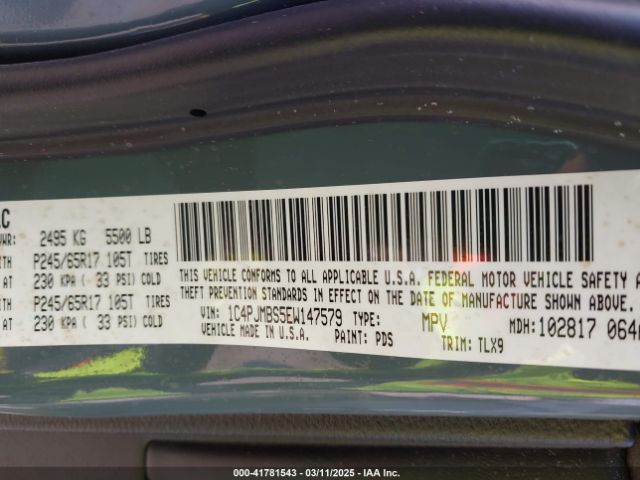 LC
2495 KG 5500 LB
P245/65R17 105T TIRES
AT 230 KPA ( 33 PSI) COLD
P245/65R17 105T TIRES
AT 230 KPA ( 33 PSI) COLD
THIS VEHICLE CONFORMS TO ALL APPLICABLE U.S.A. FEDERAL MOTOR VEHICLE SAFETY
THEFT PREVENTION STANDARDS IN EFFECT ON THE DATE OF MANUFACTURE SHOWN ABOVE.
VIN: 1C4PJMBS5EW147579 TYPE: MPV MDH: 102817 064
VEHICLE MADE IN U.S.A. PAINT: PDS TRIM: TLX9
000-41781543 - 03/11/2025 - IAA Inc.